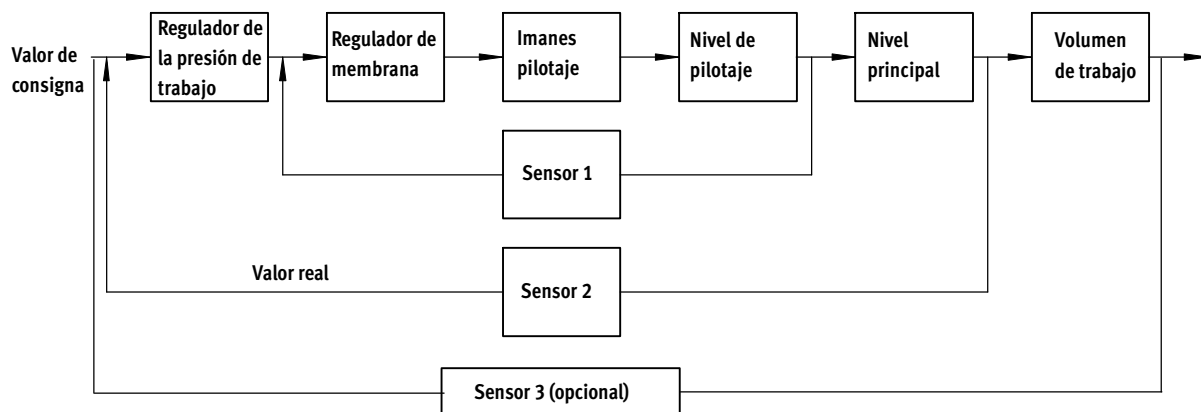 Valor de
consigna
Regulador de
la presión de
trabajo
Regulador de
membrana
Imanes
pilotaje
Nivel de
pilotaje
Nivel
principal
Volumen
de trabajo
Sensor 1
Valor real
Sensor 2
Sensor 3 (opcional)